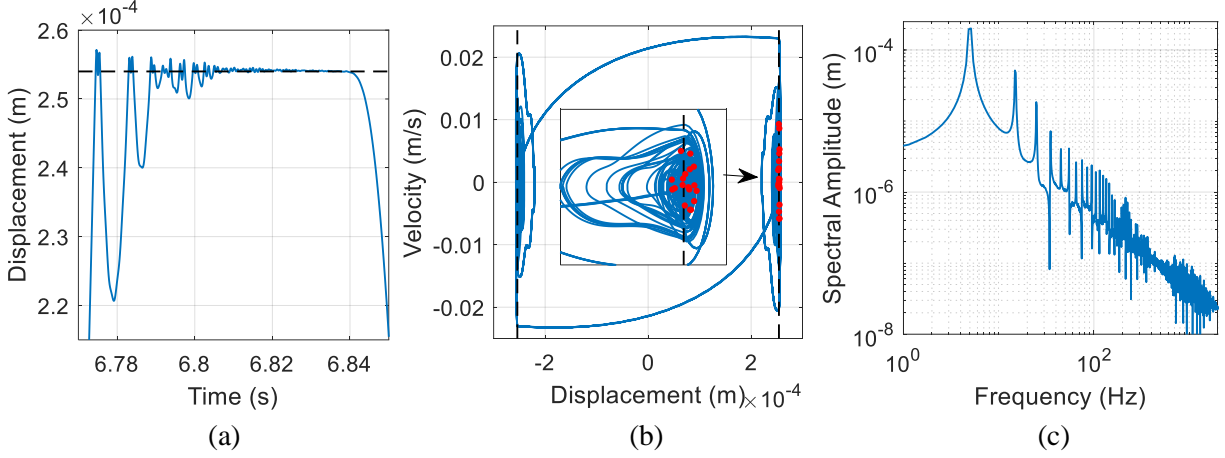 ×10⁻⁴
2.6
2.5
2.4
2.3
2.2
6.78
6.8
6.82
6.84
Displacement (m)
Time (s)
(a)
0.02
0.01
0
-0.01
-0.02
-2
0
2
Velocity (m/s)
Displacement (m)
×10⁻⁴
(b)
10⁻⁴
10⁻⁶
10⁻⁸
10⁰
10²
Spectral Amplitude (m)
Frequency (Hz)
(c)